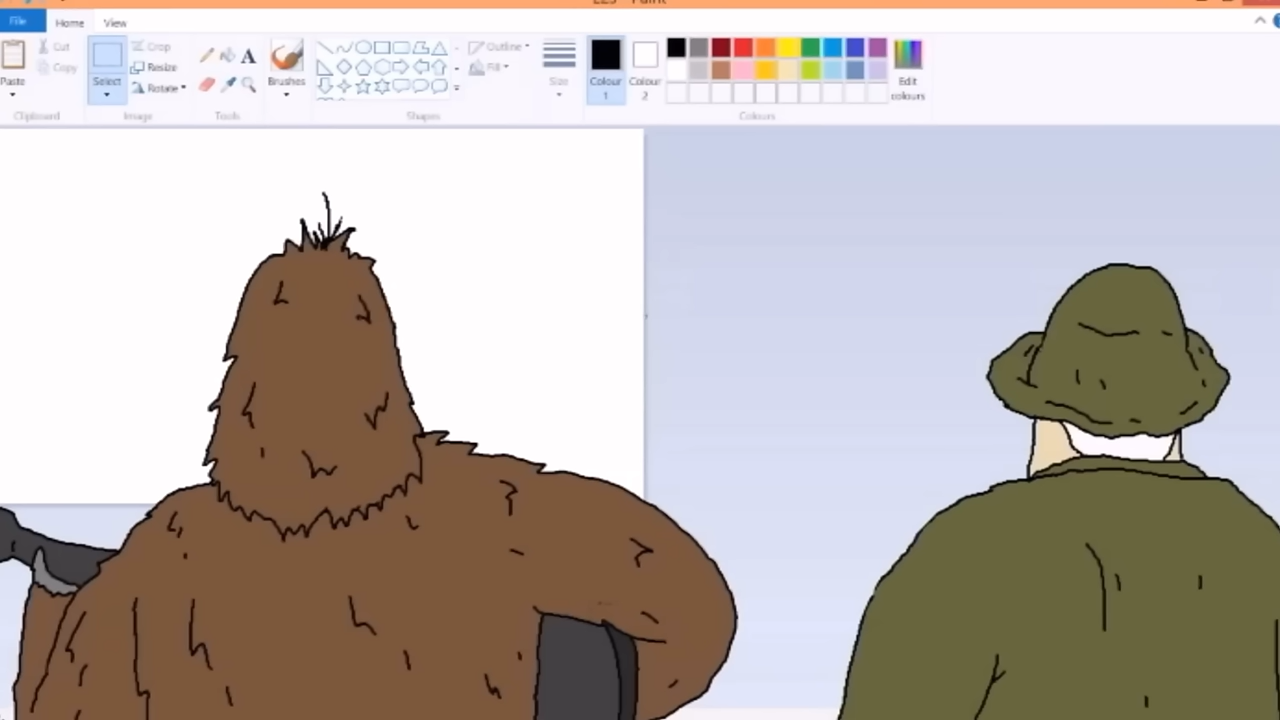 File Home View
Paste Cut Copy
Select Crop Resize Rotate
A
Brushes
Outline Fill
Size
Colour 1
Colour 2
Edit colours
Clipboard Image Tools Shapes Colours